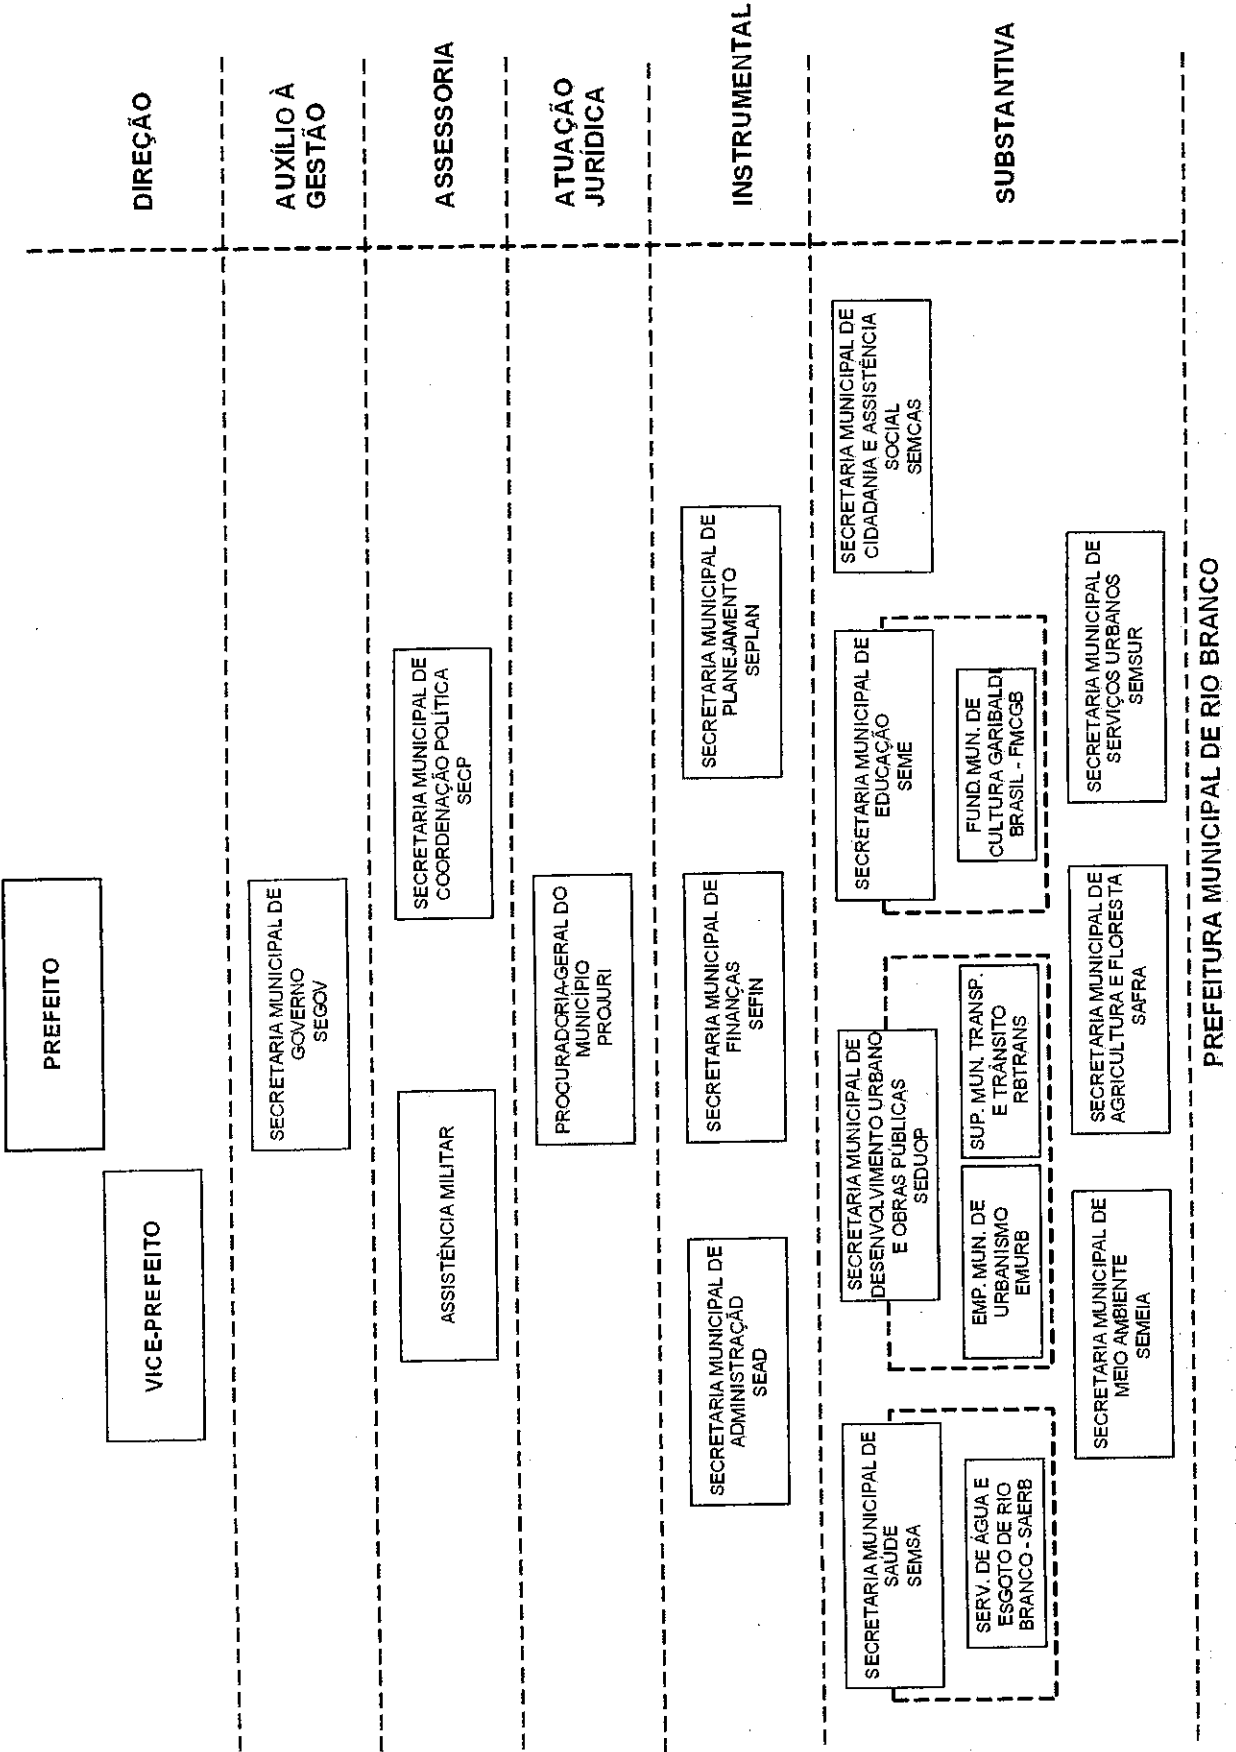 PREFEITO
VICE-PREFEITO
DIREÇÃO
SECRETARIA MUNICIPAL DE
GOVERNO
SEGOV
AUXÍLIO À
GESTÃO
ASSISTÊNCIA MILITAR
SECRETARIA MUNICIPAL DE
COORDENAÇÃO POLÍTICA
SECP
ASSESSORIA
PROCURADORIA-GERAL DO
MUNICÍPIO
PROJURI
ATUAÇÃO
JURÍDICA
SECRETARIA MUNICIPAL DE
ADMINISTRAÇÃO
SEAD
SECRETARIA MUNICIPAL DE
FINANÇAS
SEFIN
SECRETARIA MUNICIPAL DE
PLANEJAMENTO
SEPLAN
INSTRUMENTAL
SECRETARIA MUNICIPAL DE
SAÚDE
SEMSA
SERV. DE ÁGUA E
ESGOTO DE RIO
BRANCO - SAERB
SECRETARIA MUNICIPAL DE
DESENVOLVIMENTO URBANO
E OBRAS PÚBLICAS
SEDUOP
EMP. MUN. DE
URBANISMO
EMURB
SUP. MUN. TRANSP.
E TRÂNSITO
RBTRANS
SECRETARIA MUNICIPAL DE
EDUCAÇÃO
SEME
FUND. MUN. DE
CULTURA GARIBALDI
BRASIL - FMCGB
SECRETARIA MUNICIPAL DE
CIDADANIA E ASSISTÊNCIA
SOCIAL
SEMCAS
SUBSTANTIVA
SECRETARIA MUNICIPAL DE
MEIO AMBIENTE
SEMEIA
SECRETARIA MUNICIPAL DE
AGRICULTURA E FLORESTA
SAFRA
SECRETARIA MUNICIPAL DE
SERVIÇOS URBANOS
SEMSUR
PREFEITURA MUNICIPAL DE RIO BRANCO